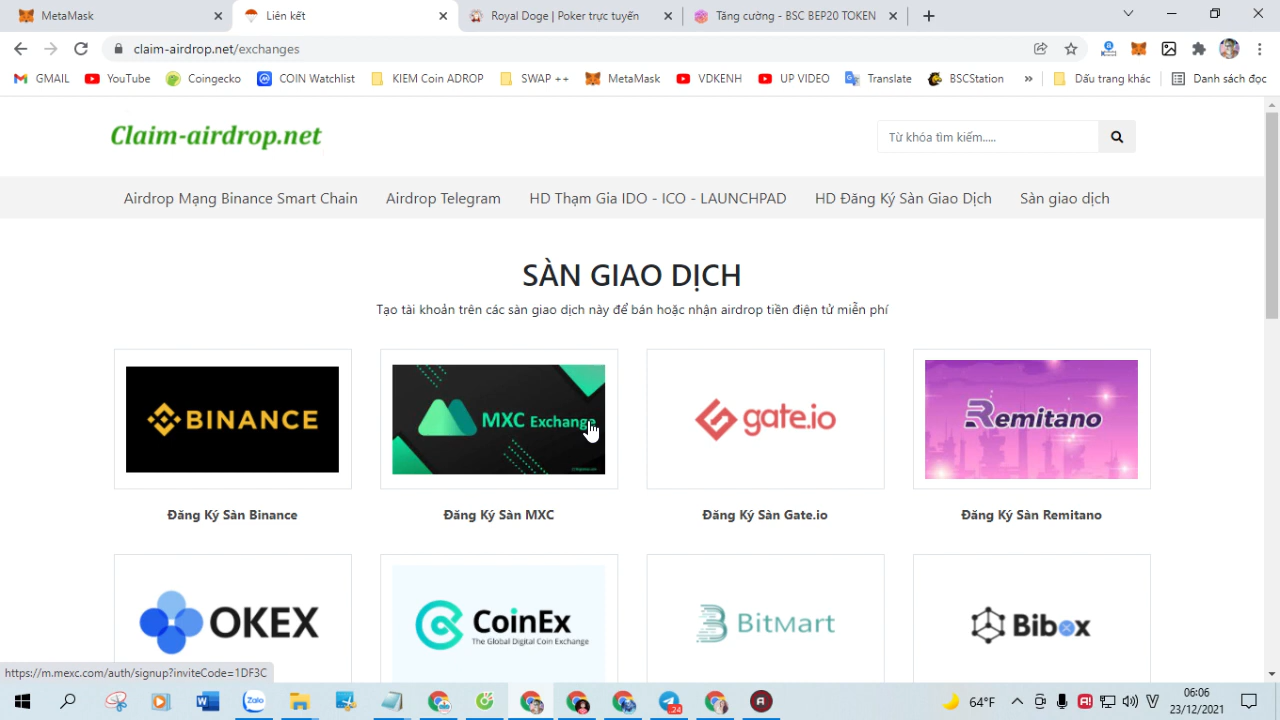 MetaMask
Liên kết
Royal Doge | Poker trực tuyến
Tăng cường - BSC BEP20 TOKEN
claim-airdrop.net/exchanges
GMAIL
YouTube
Coingecko
COIN Watchlist
KIEM Coin ADROP
SWAP ++
MetaMask
VDKENH
UP VIDEO
Translate
BSCStation
»
Dấu trang khác
Danh sách đọc
Claim-airdrop.net
Từ khóa tìm kiếm.....
Airdrop Mạng Binance Smart Chain
Airdrop Telegram
HD Thạm Gia IDO - ICO - LAUNCHPAD
HD Đăng Ký Sàn Giao Dịch
Sàn giao dịch
SÀN GIAO DỊCH
Tạo tài khoản trên các sàn giao dịch này để bán hoặc nhận airdrop tiền điện tử miễn phí
BINANCE
MXC Exchange
gate.io
Remitano
Đăng Ký Sàn Binance
Đăng Ký Sàn MXC
Đăng Ký Sàn Gate.io
Đăng Ký Sàn Remitano
OKEX
CoinEx
The Global Digital Coin Exchange
BitMart
Bibox
https://m.mexc.com/auth/signup?inviteCode=1DF3C
Zalo
24
64°F
06:06
23/12/2021